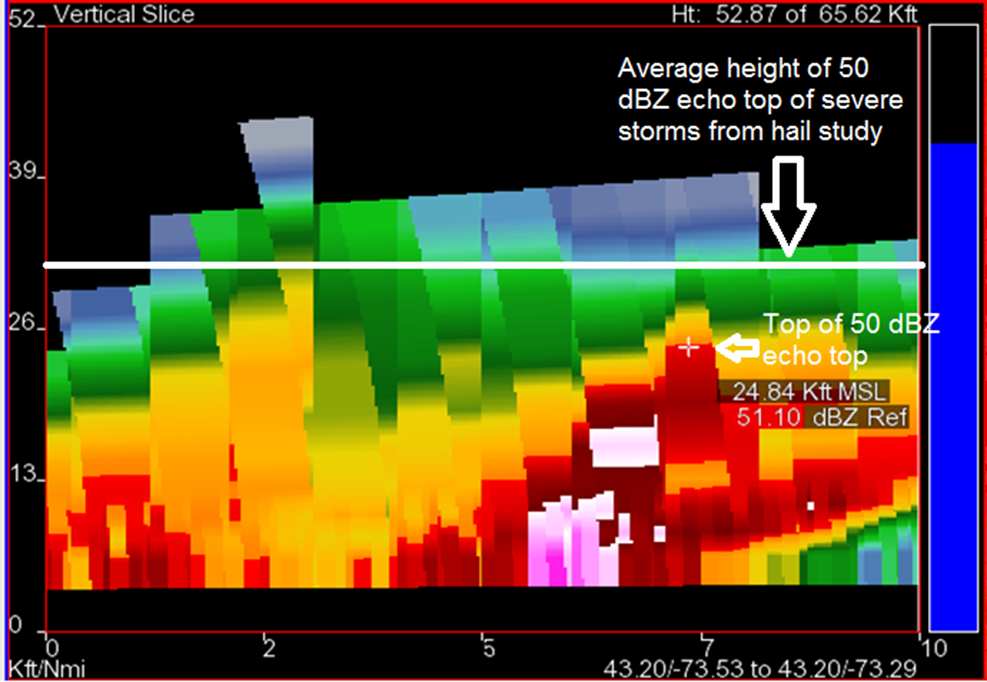 52
Vertical Slice
Ht: 52.87 of 65.62 Kft
Average height of 50
dBZ echo top of severe
storms from hail study
39
26
Top of 50 dBZ
echo top
24.84 Kft MSL
51.10 dBZ Ref
13
0
0 2 5 7 10
Kft/Nmi
43.20/-73.53 to 43.20/-73.29